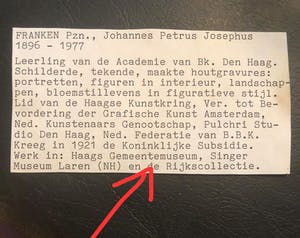 FRANKEN Pzn., Johannes Petrus Josephus
1896 - 1977
Leerling van de Academie van Bk. Den Haag.
Schilderde, tekende, maakte houtgravures:
portretten, figuren in interieur, landschap-
pen, bloemstillevens in figuratieve stijl.
Lid van de Haagse Kunstkring, Ver. tot Be-
vordering der Grafische Kunst Amsterdam,
Ned. Kunstenaars Genootschap, Pulchri Stu-
dio Den Haag, Ned. Federatie van B.B.K.
Kreeg in 1921 de Koninklijke Subsidie.
Werk in: Haags Gemeentemuseum, Singer
Museum Laren (NH) en de Rijkscollectie.